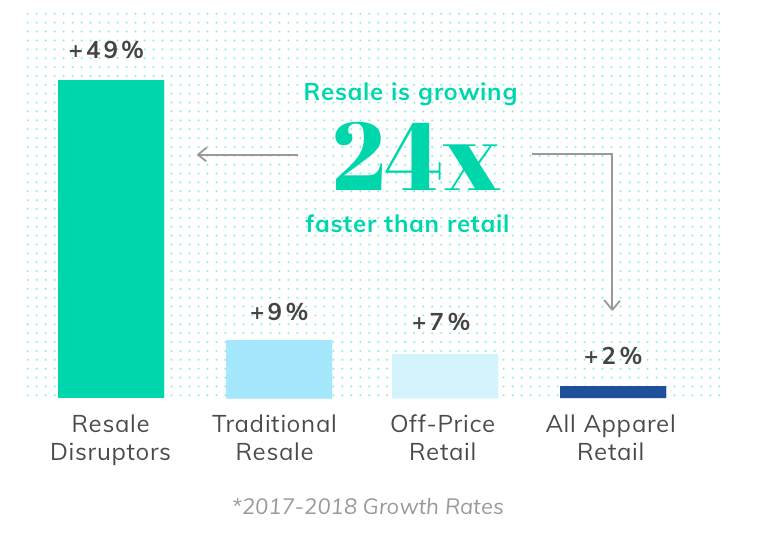 +49%
Resale is growing
24x
faster than retail
+9%
+7%
+2%
Resale
Disruptors
Traditional
Resale
Off-Price
Retail
All Apparel
Retail
*2017-2018 Growth Rates